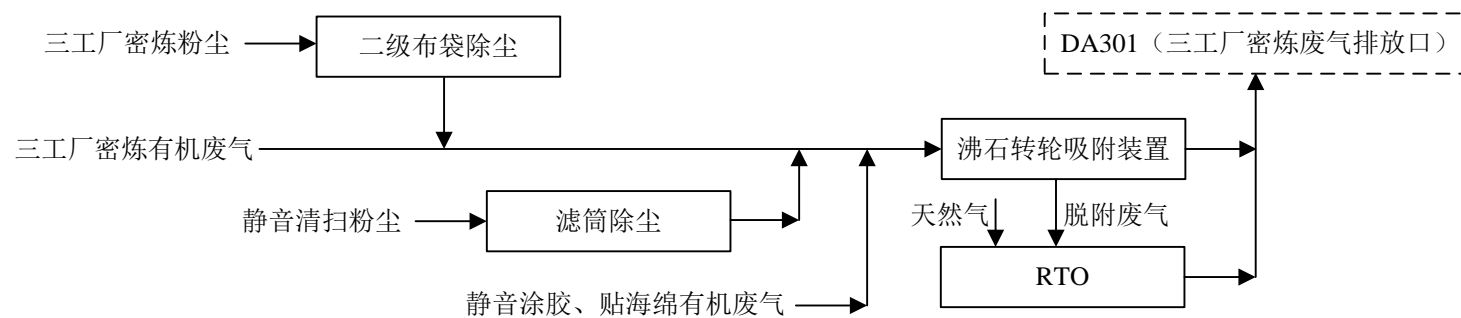 三工厂密炼粉尘
二级布袋除尘
DA301（三工厂密炼废气排放口）
三工厂密炼有机废气
沸石转轮吸附装置
静音清扫粉尘
滤筒除尘
天然气
脱附废气
RTO
静音涂胶、贴海绵有机废气